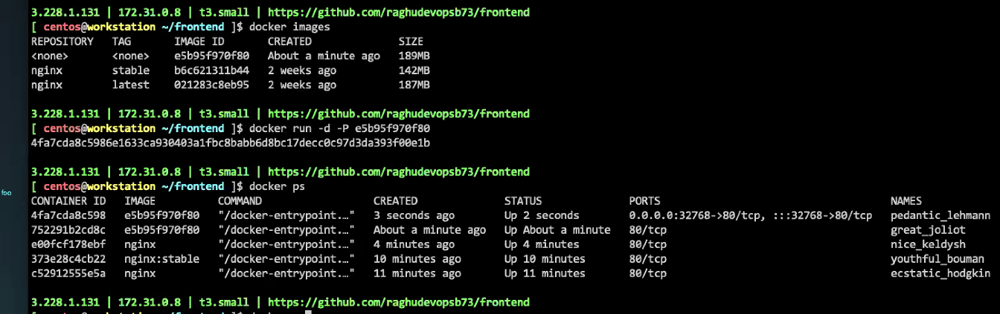 3.228.1.131 | 172.31.0.8 | t3.small | https://github.com/raghudevopsb73/frontend
[ centos@workstation ~/frontend ]$ docker images
REPOSITORY TAG IMAGE ID CREATED SIZE
<none> <none> e5b95f970f80 About a minute ago 189MB
nginx stable b6c621311b44 2 weeks ago 142MB
nginx latest 021283c8eb95 2 weeks ago 187MB
3.228.1.131 | 172.31.0.8 | t3.small | https://github.com/raghudevopsb73/frontend
[ centos@workstation ~/frontend ]$ docker run -d -P e5b95f970f80
4fa7cda8c5986e1633ca930403a1fbc8babb6d8bc17decc0c97d3da393f00e1b
3.228.1.131 | 172.31.0.8 | t3.small | https://github.com/raghudevopsb73/frontend
[ centos@workstation ~/frontend ]$ docker ps
foo
CONTAINER ID IMAGE COMMAND CREATED STATUS PORTS NAMES
4fa7cda8c598 e5b95f970f80 "/docker-entrypoint.…" 3 seconds ago Up 2 seconds 0.0.0.0:32768->80/tcp, :::32768->80/tcp pedantic_lehmann
752291b2cd8c e5b95f970f80 "/docker-entrypoint.…" About a minute ago Up About a minute 80/tcp great_joliot
e00fcf178ebf nginx "/docker-entrypoint.…" 4 minutes ago Up 4 minutes 80/tcp nice_keldysh
373e28c4cb22 nginx:stable "/docker-entrypoint.…" 10 minutes ago Up 10 minutes 80/tcp youthful_bouman
c52912555e5a nginx "/docker-entrypoint.…" 11 minutes ago Up 11 minutes 80/tcp ecstatic_hodgkin
3.228.1.131 | 172.31.0.8 | t3.small | https://github.com/raghudevopsb73/frontend